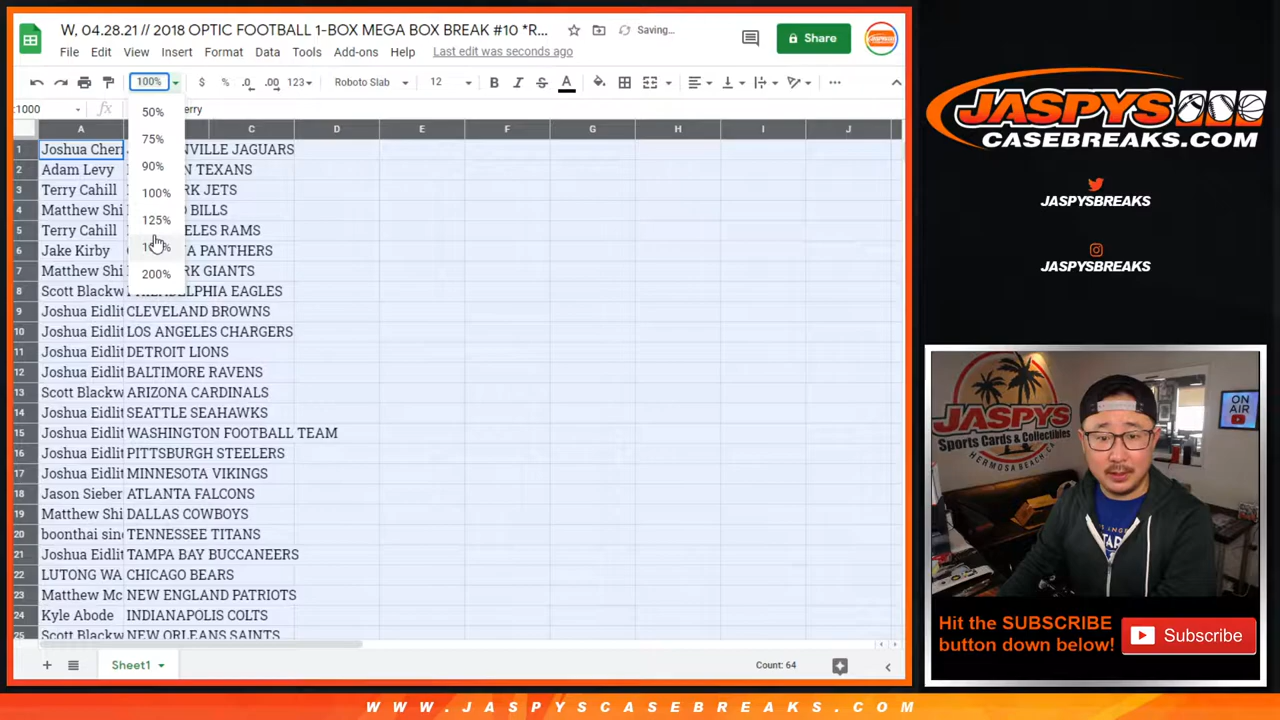 W, 04.28.21 // 2018 OPTIC FOOTBALL 1-BOX MEGA BOX BREAK #10 *R...
Saving...
Share
File Edit View Insert Format Data Tools Add-ons Help Last edit was seconds ago
100% $ % .0 .00 123 Roboto Slab 12 B I S A
1000 fx erry
50%
75%
90%
100%
125%
200%
A C D E F G H I J
1 Joshua Cherr NVILLE JAGUARS
2 Adam Levy N TEXANS
3 Terry Cahill RK JETS
4 Matthew Shi BILLS
5 Terry Cahill ELES RAMS
6 Jake Kirby A PANTHERS
7 Matthew Shi RK GIANTS
8 Scott Blackw PHILADELPHIA EAGLES
9 Joshua Eidlit CLEVELAND BROWNS
10 Joshua Eidlit LOS ANGELES CHARGERS
11 Joshua Eidlit DETROIT LIONS
12 Joshua Eidlit BALTIMORE RAVENS
13 Scott Blackw ARIZONA CARDINALS
14 Joshua Eidlit SEATTLE SEAHAWKS
15 Joshua Eidlit WASHINGTON FOOTBALL TEAM
16 Joshua Eidlit PITTSBURGH STEELERS
17 Joshua Eidlit MINNESOTA VIKINGS
18 Jason Sieber ATLANTA FALCONS
19 Matthew Shi DALLAS COWBOYS
20 boonthai sin TENNESSEE TITANS
21 Joshua Eidlit TAMPA BAY BUCCANEERS
22 LUTONG WA CHICAGO BEARS
23 Matthew Mc NEW ENGLAND PATRIOTS
24 Kyle Abode INDIANAPOLIS COLTS
25 Scott Blackw NEW ORLEANS SAINTS
Sheet1
Count: 64
JASPYS
CASEBREAKS.COM
JASPYSBREAKS
JASPYSBREAKS
JASPYS
Sports Cards & Collectibles
HERMOSA BEACH, CA
ON AIR
Hit the SUBSCRIBE
button down below!
Subscribe
WWW.JASPYSCASEBREAKS.COM